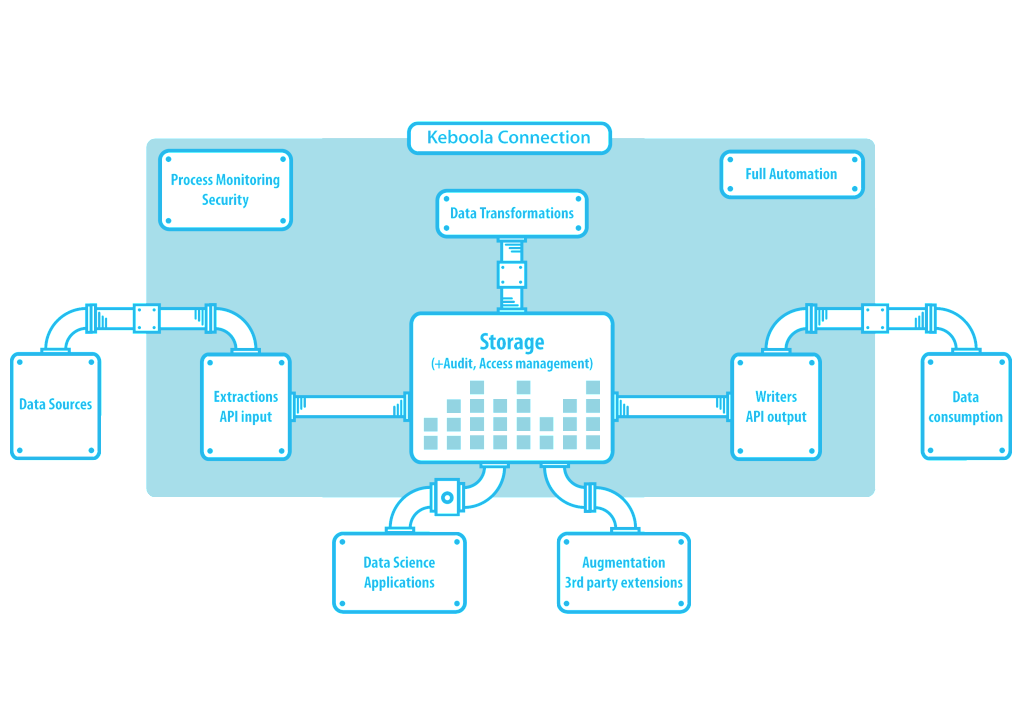 Keboola Connection
Process Monitoring
Security
Full Automation
Data Transformations
Storage
(+Audit, Access management)
Data Sources
Extractions
API input
Writers
API output
Data
consumption
Data Science
Applications
Augmentation
3rd party extensions